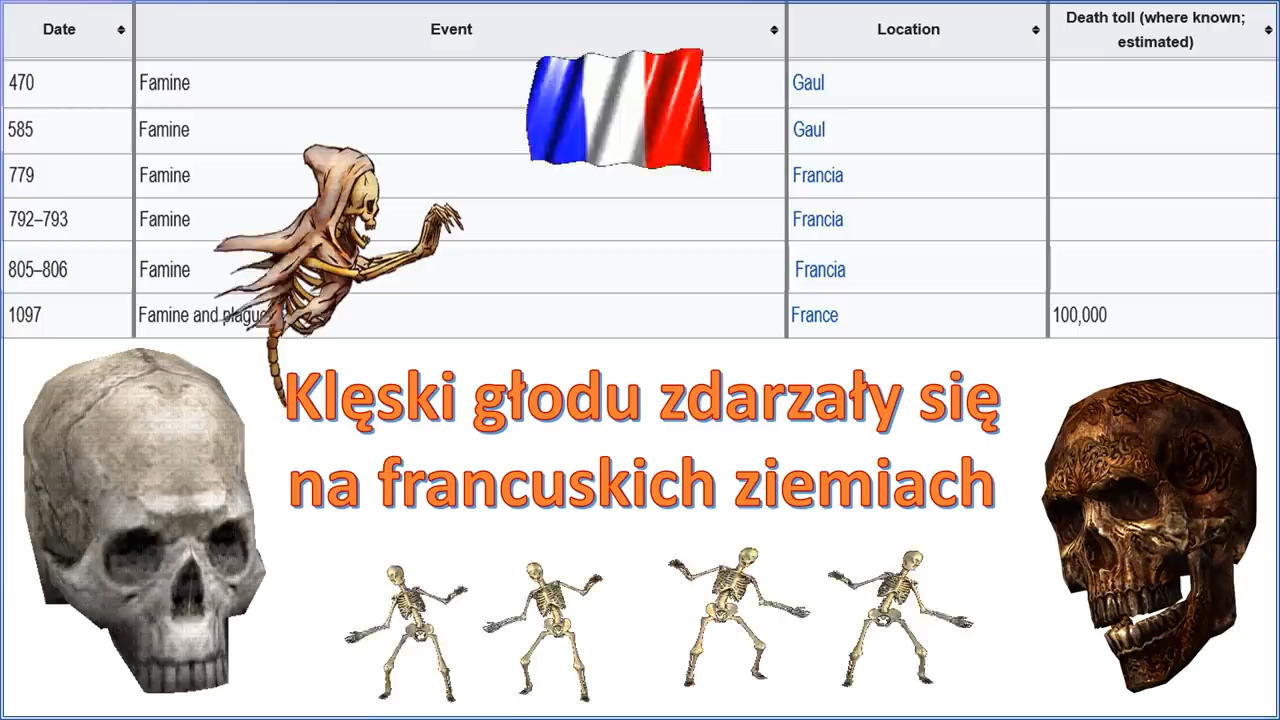 Date Event Location Death toll (where known;
estimated)
470 Famine Gaul
585 Famine Gaul
779 Famine Francia
792–793 Famine Francia
805–806 Famine Francia
1097 Famine and plague France 100,000
Klęski głodu zdarzały się
na francuskich ziemiach